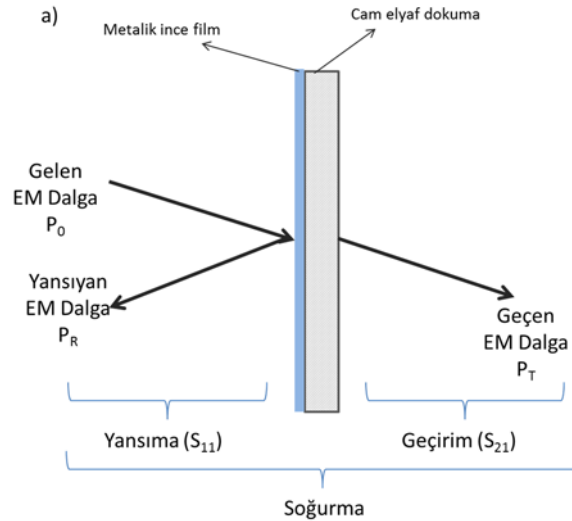 a)
Metalik ince film
Cam elyaf dokuma
Gelen
EM Dalga
P0
Yansıyan
EM Dalga
PR
Geçen
EM Dalga
PT
Yansıma (S11)
Geçirim (S21)
Soğurma